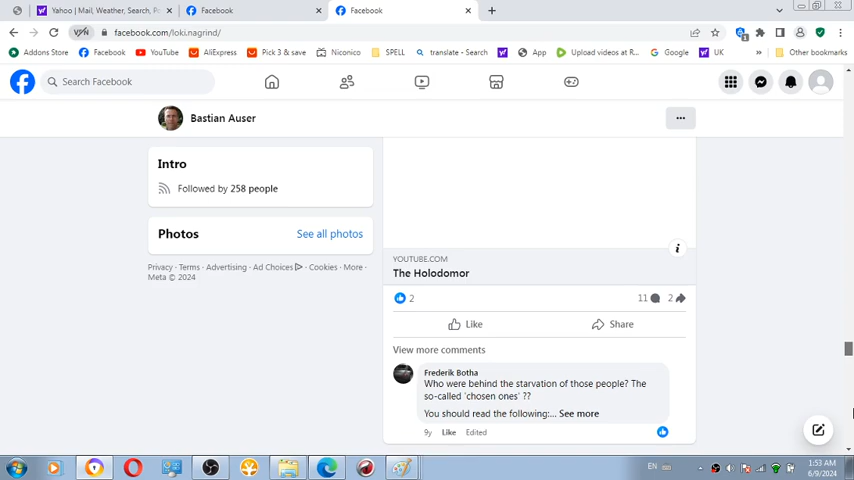 Yahoo | Mail, Weather, Search, Po
Facebook
Facebook
VPN
facebook.com/loki.nagrind/
Addons Store
Facebook
YouTube
AliExpress
Pick 3 & save
Niconico
SPELL
translate - Search
App
Upload videos at R...
Google
UK
»
Other bookmarks
Search Facebook
Bastian Auser
Intro
Followed by 258 people
Photos
See all photos
Privacy · Terms · Advertising · Ad Choices · Cookies · More ·
Meta © 2024
YOUTUBE.COM
The Holodomor
2
11
2
Like
Share
View more comments
Frederik Botha
Who were behind the starvation of those people? The
so-called 'chosen ones' ??
You should read the following:... See more
9y Like Edited
EN
1:53 AM
6/9/2024